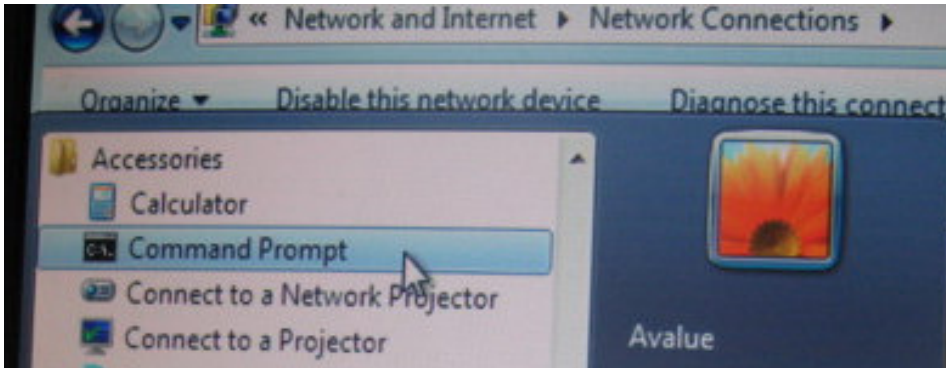 « Network and Internet ▸ Network Connections ▸
Organize ▾ Disable this network device Diagnose this connect
Accessories
Calculator
C:\. Command Prompt
Connect to a Network Projector
Connect to a Projector
Avalue